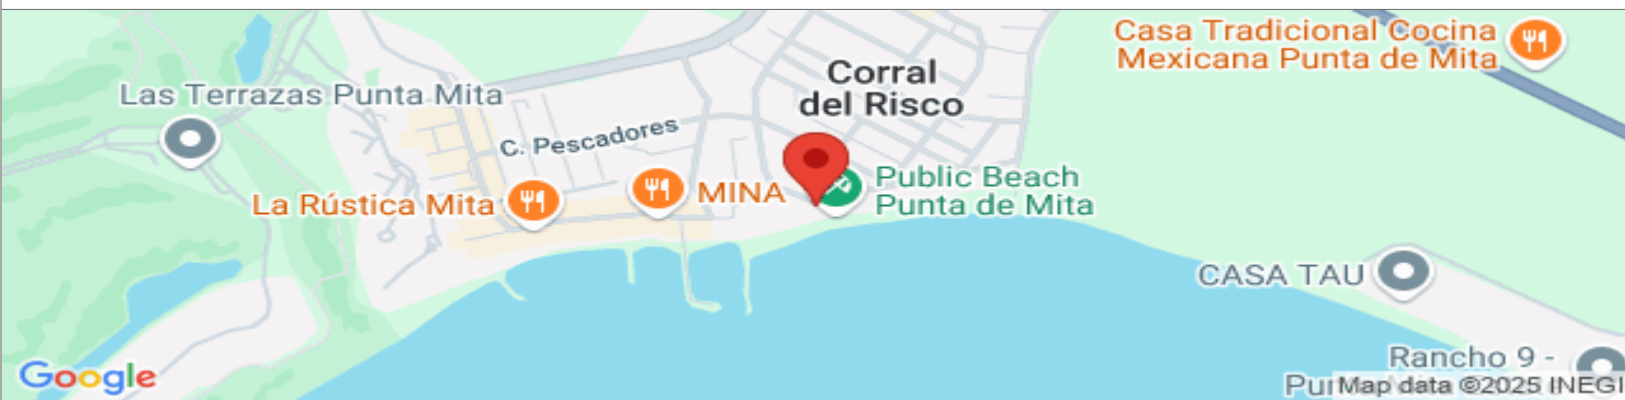 Casa Tradicional Cocina
Mexicana Punta de Mita
Corral
del Risco
Las Terrazas Punta Mita
C. Pescadores
Public Beach
Punta de Mita
MINA
La Rústica Mita
CASA TAU
Rancho 9 -
Google
Map data ©2025 INEGI